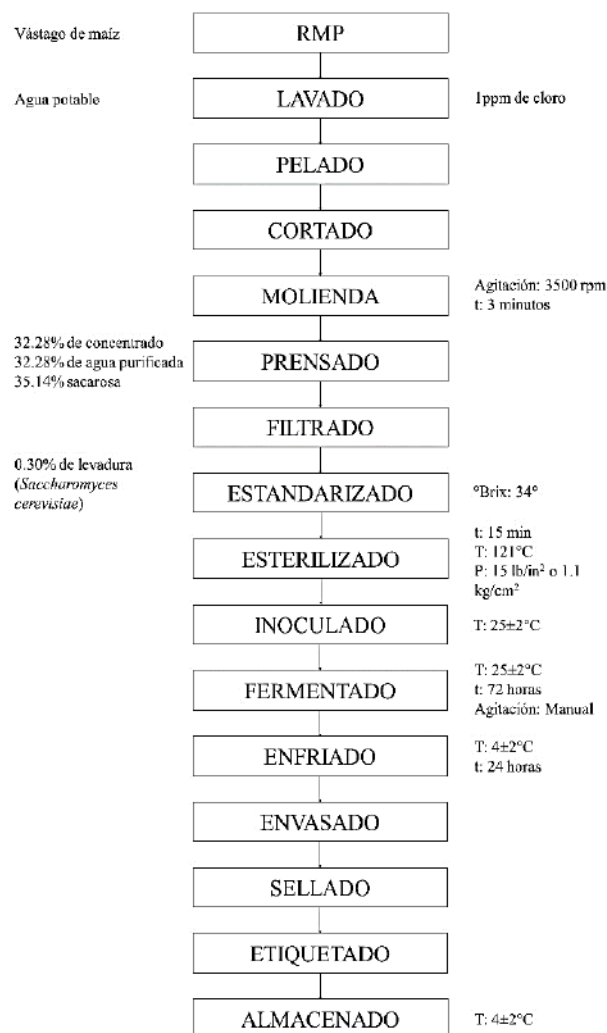 Vástago de maíz
RMP
Agua potable
LAVADO
1ppm de cloro
PELADO
CORTADO
MOLIENDA
Agitación: 3500 rpm
t: 3 minutos
32.28% de concentrado
32.28% de agua purificada
35.14% sacarosa
PRENSADO
FILTRADO
0.30% de levadura
(Saccharomyces
cerevisiae)
ESTANDARIZADO
°Brix: 34°
ESTERILIZADO
t: 15 min
T: 121°C
P: 15 lb/in² o 1.1
kg/cm²
INOCULADO
T: 25±2°C
FERMENTADO
T: 25±2°C
t: 72 horas
Agitación: Manual
ENFRIADO
T: 4±2°C
t: 24 horas
ENVASADO
SELLADO
ETIQUETADO
ALMACENADO
T: 4±2°C